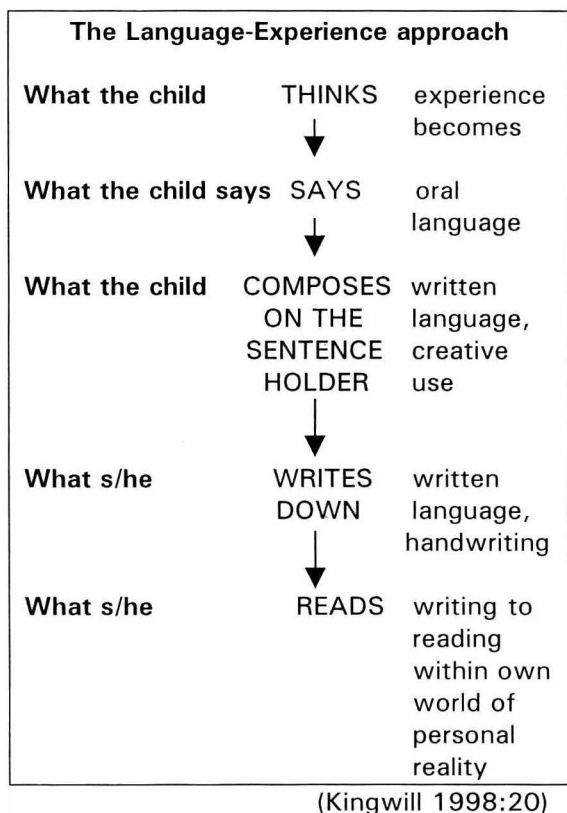 The Language-Experience approach
What the child THINKS experience
becomes
What the child says SAYS oral
language
What the child COMPOSES written
ON THE language,
SENTENCE creative
HOLDER use
What s/he WRITES written
DOWN language,
handwriting
What s/he READS writing to
reading
within own
world of
personal
reality
(Kingwill 1998:20)